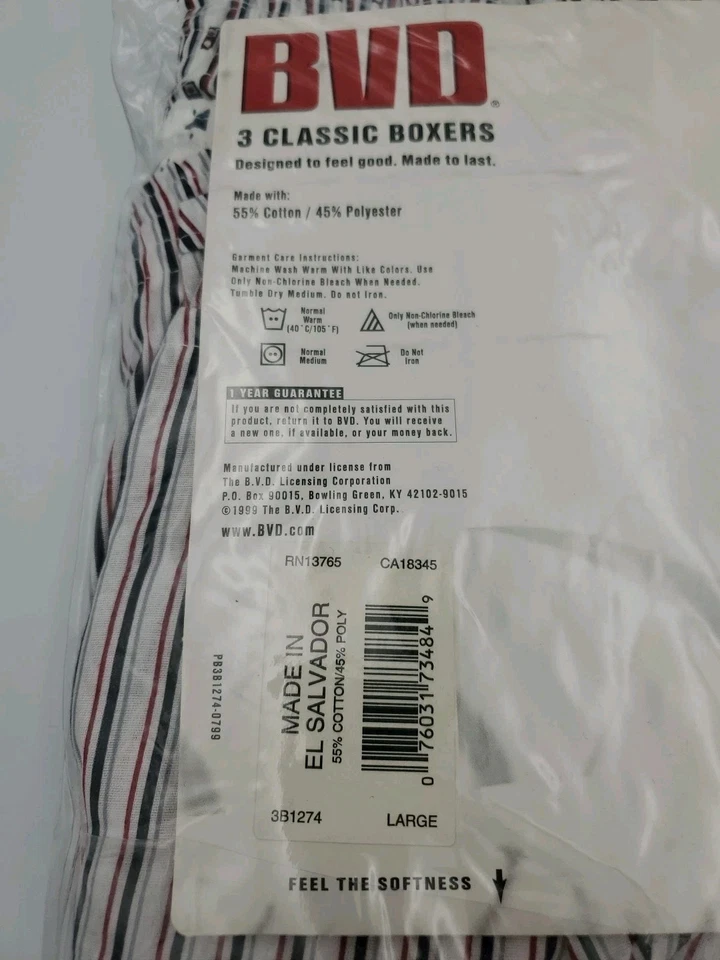 BVD®
3 CLASSIC BOXERS
Designed to feel good. Made to last.
Made with:
55% Cotton / 45% Polyester
Garment Care Instructions:
Machine Wash Warm With Like Colors. Use
Only Non-Chlorine Bleach When Needed.
Tumble Dry Medium. Do not Iron.
Normal
Warm
(40°C/105°F)
Only Non-Chlorine Bleach
(when needed)
Normal
Medium
Do Not
Iron
1 YEAR GUARANTEE
If you are not completely satisfied with this
product, return it to BVD. You will receive
a new one, if available, or your money back.
Manufactured under license from
The B.V.D. Licensing Corporation
P.O. Box 90015, Bowling Green, KY 42102-9015
©1999 The B.V.D. Licensing Corp.
www.BVD.com
RN13765 CA18345
MADE IN
EL SALVADOR
55% COTTON/45% POLY
0 76031 73484 9
PB3B1274-0799
3B1274 LARGE
FEEL THE SOFTNESS